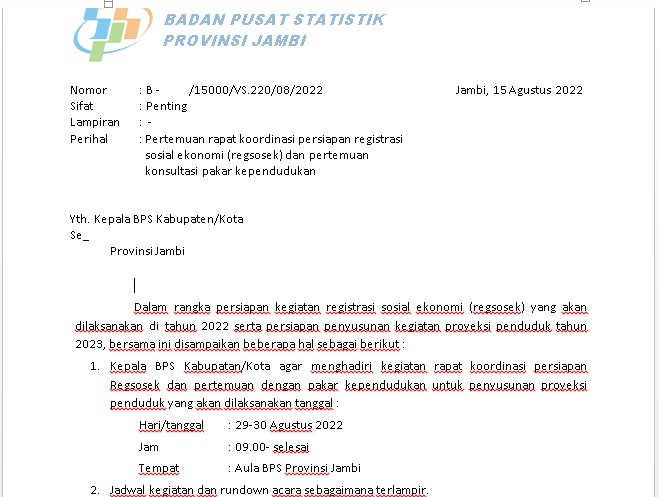 BADAN PUSAT STATISTIK
PROVINSI JAMBI
Nomor : B - /15000/VS.220/08/2022 Jambi, 15 Agustus 2022
Sifat : Penting
Lampiran : -
Perihal : Pertemuan rapat koordinasi persiapan registrasi
sosial ekonomi (regsosek) dan pertemuan
konsultasi pakar kependudukan
Yth. Kepala BPS Kabupaten/Kota
Se_
Provinsi Jambi
Dalam rangka persiapan kegiatan registrasi sosial ekonomi (regsosek) yang akan
dilaksanakan di tahun 2022 serta persiapan penyusunan kegiatan proyeksi penduduk tahun
2023, bersama ini disampaikan beberapa hal sebagai berikut :
1. Kepala BPS Kabupatan/Kota agar menghadiri kegiatan rapat koordinasi persiapan
Regsosek dan pertemuan dengan pakar kependudukan untuk penyusunan proyeksi
penduduk yang akan dilaksanakan tanggal :
Hari/tanggal : 29-30 Agustus 2022
Jam : 09.00- selesai
Tempat : Aula BPS Provinsi Jambi
2. Jadwal kegiatan dan rundown acara sebagaimana terlampir.